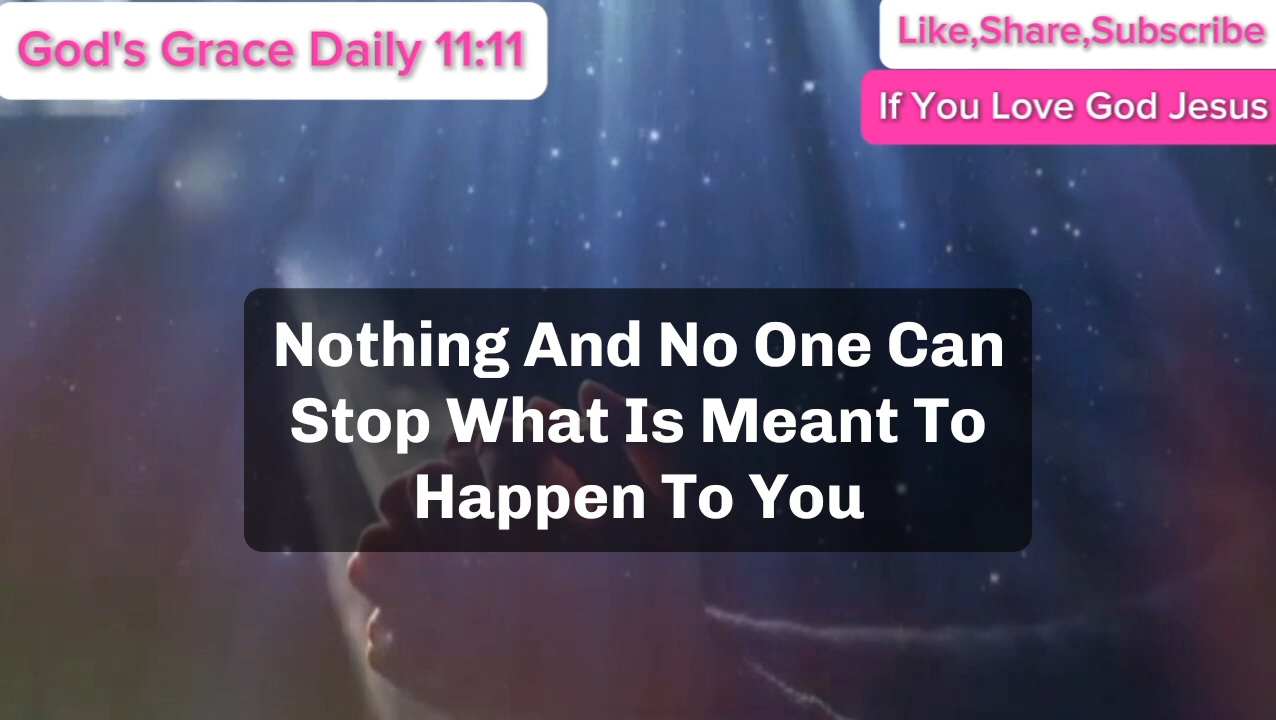 God's Grace Daily 11:11
Like,Share,Subscribe
If You Love God Jesus
Nothing And No One Can
Stop What Is Meant To
Happen To You